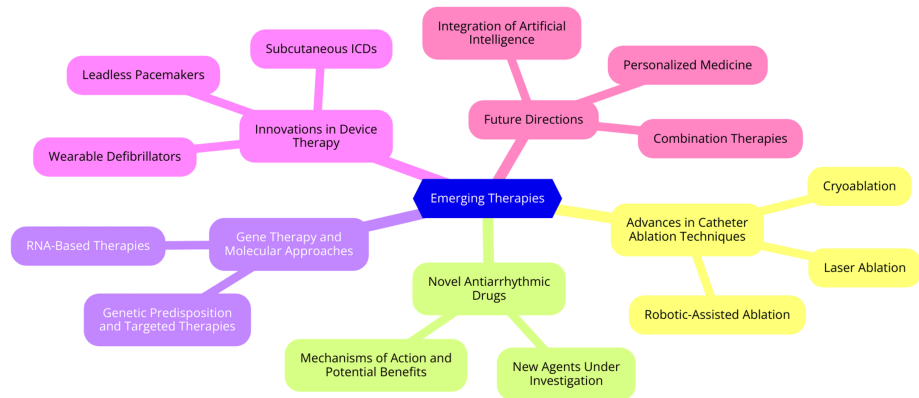 Integration of Artificial
Intelligence
Subcutaneous ICDs
Personalized Medicine
Leadless Pacemakers
Future Directions
Innovations in Device
Therapy
Combination Therapies
Wearable Defibrillators
Cryoablation
Emerging Therapies
Advances in Catheter
Ablation Techniques
Gene Therapy and
Molecular Approaches
RNA-Based Therapies
Laser Ablation
Novel Antiarrhythmic
Drugs
Genetic Predisposition
and Targeted Therapies
Robotic-Assisted Ablation
Mechanisms of Action and
Potential Benefits
New Agents Under
Investigation